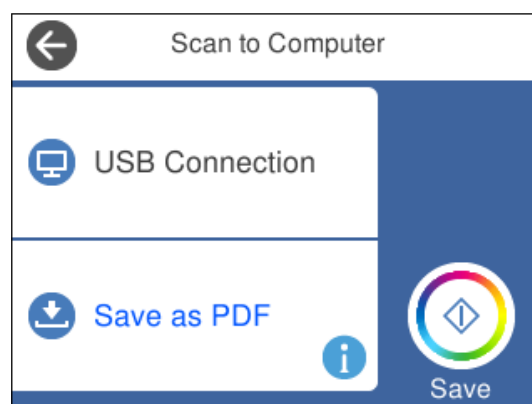 Scan to Computer
USB Connection
Save as PDF
i
Save